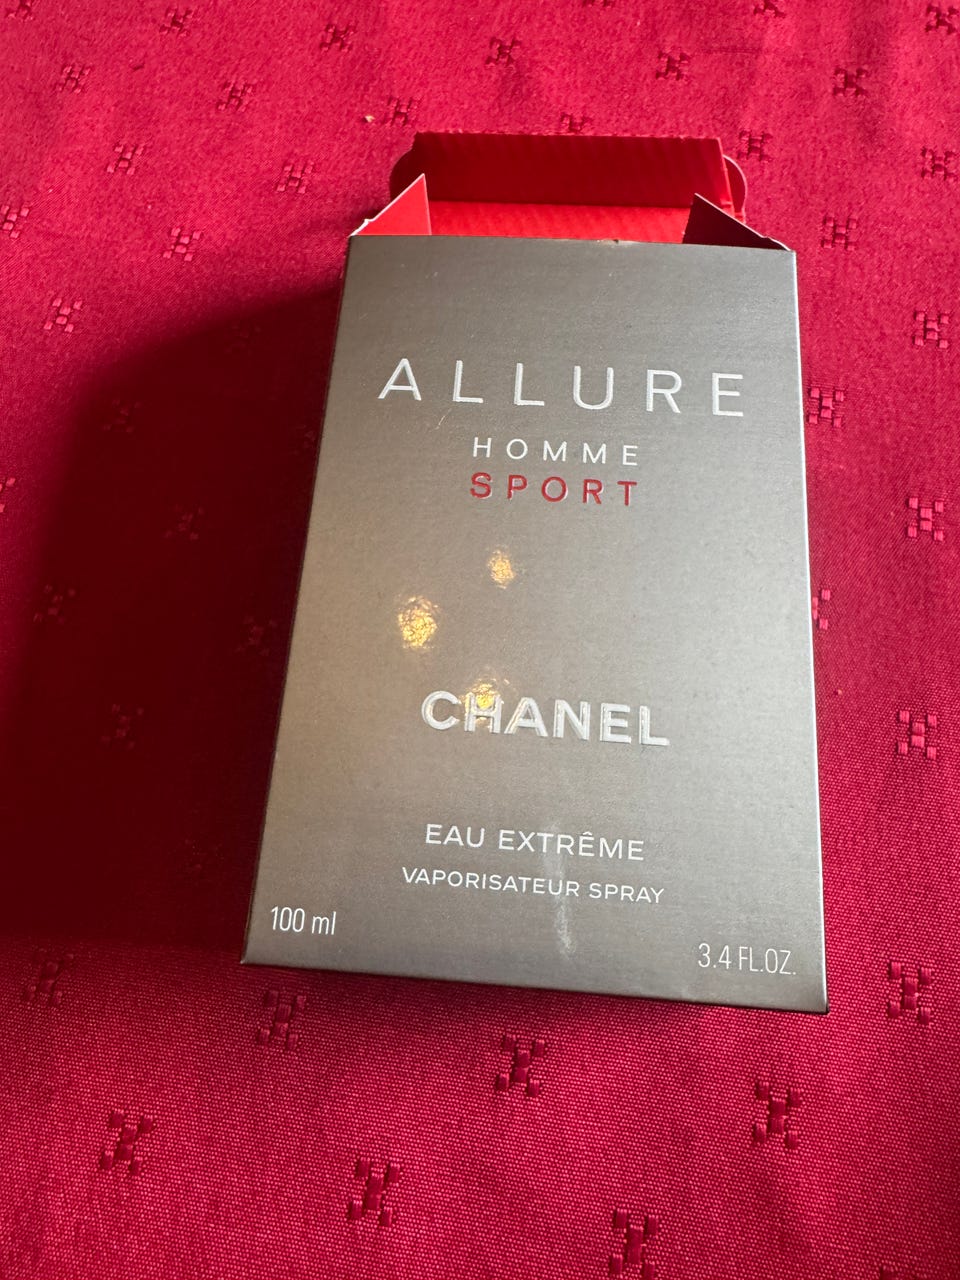 ALLURE
HOMME
SPORT
CHANEL
EAU EXTRÊME
VAPORISATEUR SPRAY
100 ml
3.4 FL.OZ.